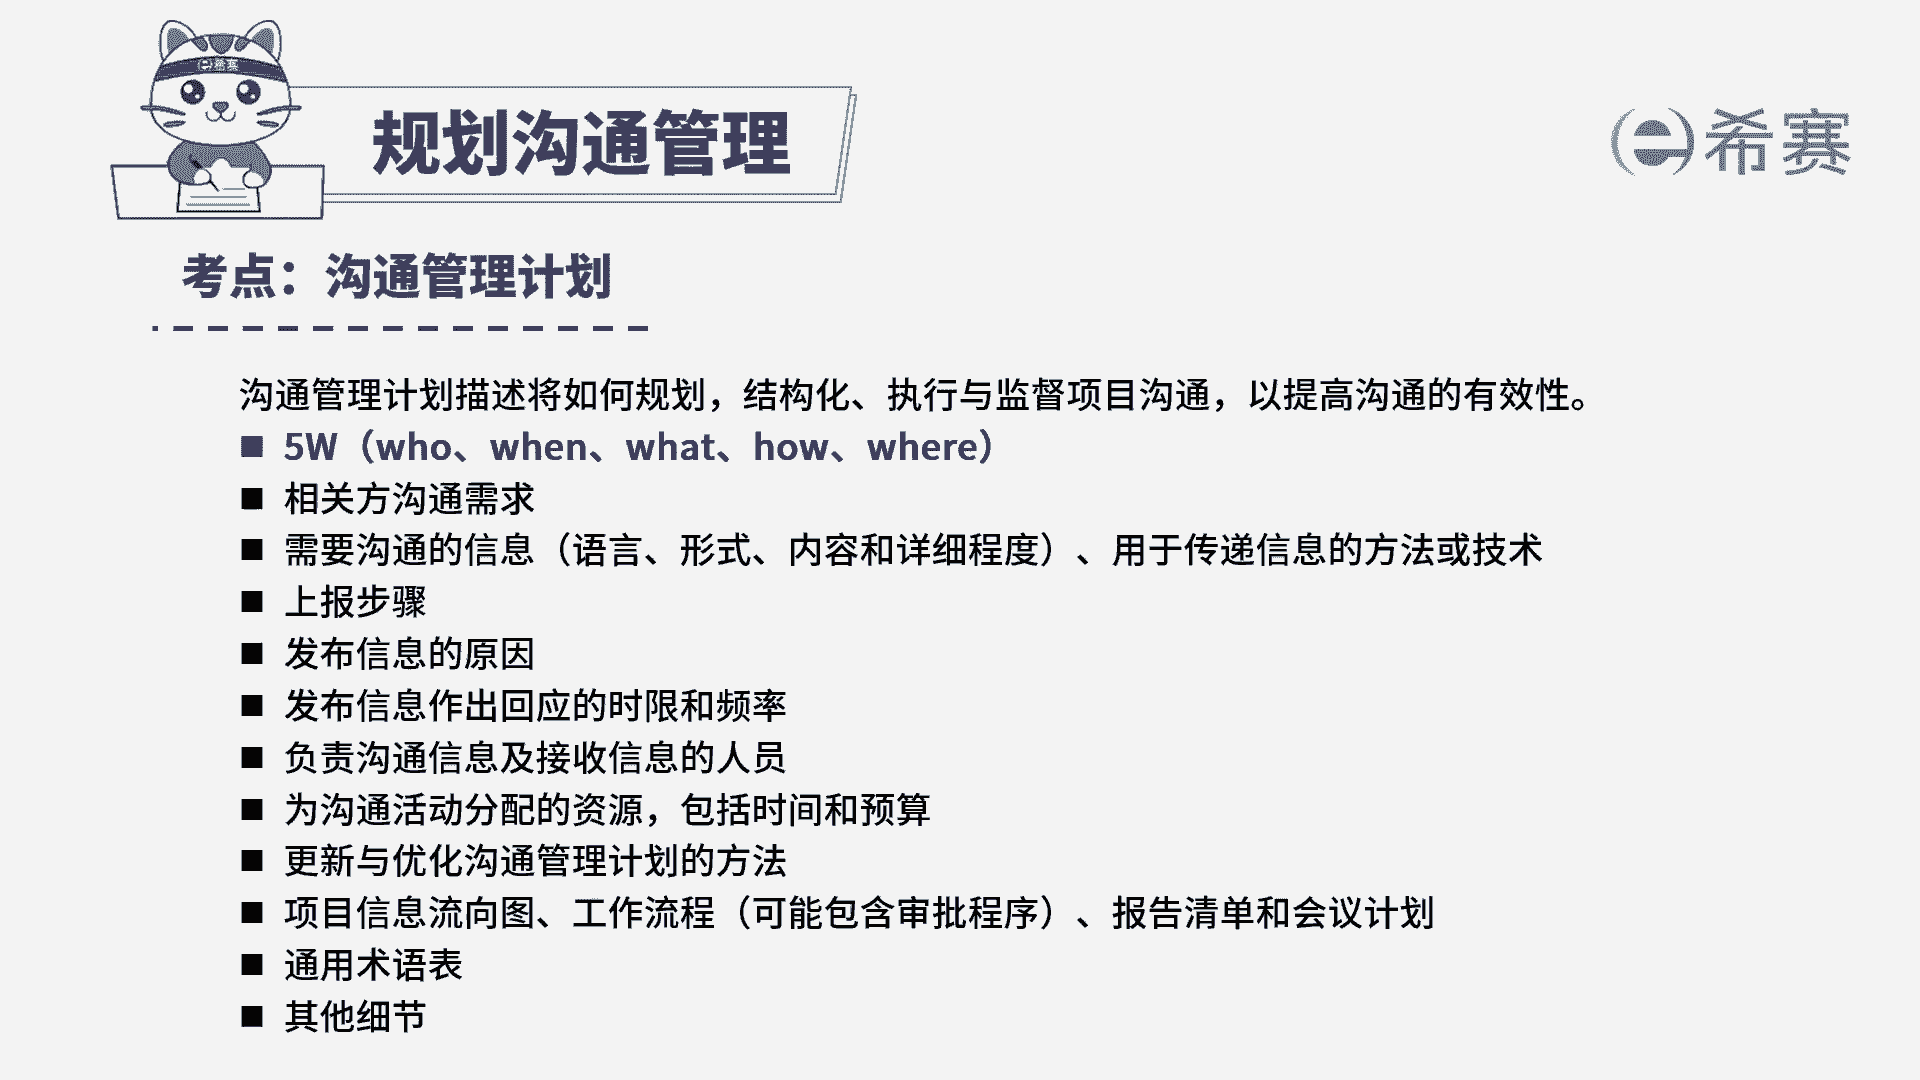 希赛
规划沟通管理
希赛
考点：沟通管理计划
沟通管理计划描述将如何规划，结构化、执行与监督项目沟通，以提高沟通的有效性。
■ 5W（who、when、what、how、where）
■ 相关方沟通需求
■ 需要沟通的信息（语言、形式、内容和详细程度）、用于传递信息的方法或技术
■ 上报步骤
■ 发布信息的原因
■ 发布信息作出回应的时限和频率
■ 负责沟通信息及接收信息的人员
■ 为沟通活动分配的资源，包括时间和预算
■ 更新与优化沟通管理计划的方法
■ 项目信息流向图、工作流程（可能包含审批程序）、报告清单和会议计划
■ 通用术语表
■ 其他细节